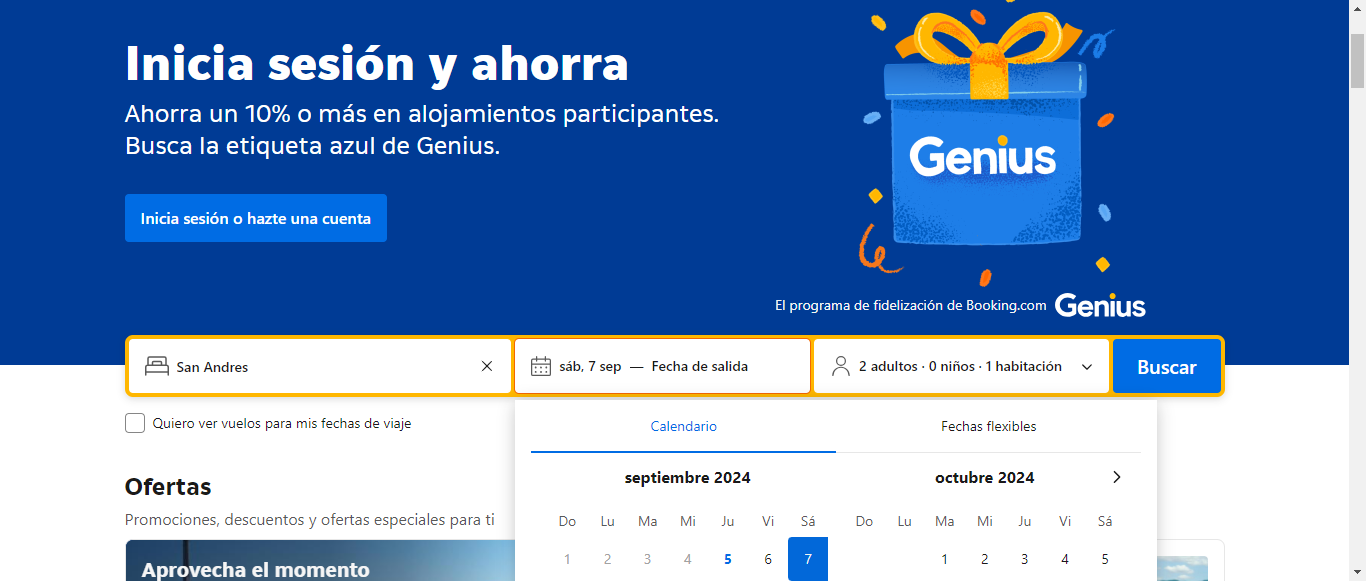 Inicia sesión y ahorra
Ahorra un 10% o más en alojamientos participantes.
Busca la etiqueta azul de Genius.
Inicia sesión o hazte una cuenta
Genius
El programa de fidelización de Booking.com Genius
San Andres
sáb, 7 sep — Fecha de salida
2 adultos · 0 niños · 1 habitación
Buscar
Quiero ver vuelos para mis fechas de viaje
Calendario
Fechas flexibles
septiembre 2024
Do Lu Ma Mi Ju Vi Sá
1 2 3 4 5 6 7
octubre 2024
Do Lu Ma Mi Ju Vi Sá
1 2 3 4 5
Ofertas
Promociones, descuentos y ofertas especiales para ti
Aprovecha el momento